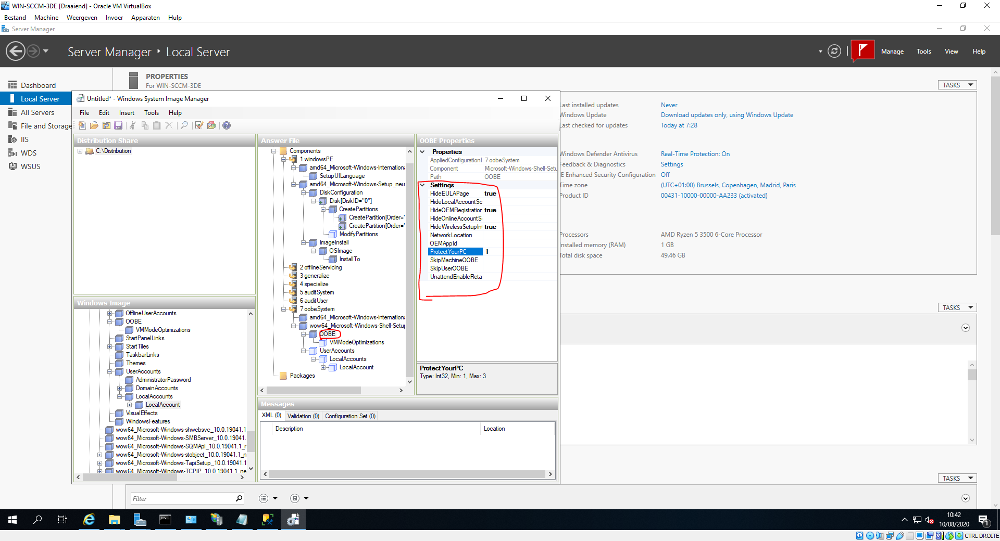 WIN-SCCM-3DE [Draaiend] - Oracle VM VirtualBox
Bestand Machine Weergeven Invoer Apparaten Hulp
Server Manager
Server Manager • Local Server
Manage Tools View Help
Dashboard
Local Server
All Servers
File and Storage
IIS
WDS
WSUS
PROPERTIES
For WIN-SCCM-3DE
TASKS
Untitled* - Windows System Image Manager
File Edit Insert Tools Help
Distribution Share
C:\Distribution
Windows Image
OfflineUserAccounts
OOBE
VMModeOptimizations
StartPanelLinks
StartTiles
TaskbarLinks
Themes
UserAccounts
AdministratorPassword
DomainAccounts
LocalAccounts
LocalAccount
VisualEffects
WindowsFeatures
wow64_Microsoft-Windows-shwebsvc_10.0.19041.1
wow64_Microsoft-Windows-SMBServer_10.0.19041.
wow64_Microsoft-Windows-SQMApi_10.0.19041.1_n
wow64_Microsoft-Windows-stobject_10.0.19041.1_n
wow64_Microsoft-Windows-TapiSetup_10.0.19041.1
wow64_Microsoft-Windows-TCPIP_10.0.19041.1_ne
Answer File
Components
1 windowsPE
amd64_Microsoft-Windows-Internationa
SetupUILanguage
amd64_Microsoft-Windows-Setup_neu
DiskConfiguration
Disk[DiskID="0"]
CreatePartitions
CreatePartition[Order="
CreatePartition[Order="
ModifyPartitions
ImageInstall
OSImage
InstallTo
2 offlineServicing
3 generalize
4 specialize
5 auditSystem
6 auditUser
7 oobeSystem
amd64_Microsoft-Windows-Internationa
wow64_Microsoft-Windows-Shell-Setup
OOBE
VMModeOptimizations
UserAccounts
LocalAccounts
LocalAccount
Packages
OOBE Properties
Properties
AppliedConfigurationF 7 oobeSystem
Component Microsoft-Windows-Shell-Setu
Path OOBE
Settings
HideEULAPage true
HideLocalAccountSc
HideOEMRegistration true
HideOnlineAccountSc
HideWirelessSetupIn true
NetworkLocation
OEMAppId
ProtectYourPC 1
SkipMachineOOBE
SkipUserOOBE
UnattendEnableReta
ProtectYourPC
Type: Int32, Min: 1, Max: 3
Messages
XML (0) Validation (0) Configuration Set (0)
Description Location
Last installed updates Never
Windows Update Download updates only, using Windows Update
Last checked for updates Today at 7:28
Windows Defender Antivirus Real-Time Protection: On
Feedback & Diagnostics Settings
IE Enhanced Security Configuration Off
Time zone (UTC+01:00) Brussels, Copenhagen, Madrid, Paris
Product ID 00431-10000-00000-AA233 (activated)
Processors AMD Ryzen 5 3500 6-Core Processor
Installed memory (RAM) 1 GB
Total disk space 49.46 GB
TASKS
TASKS
Filter
10:42
10/08/2020
1
CTRL DROITE